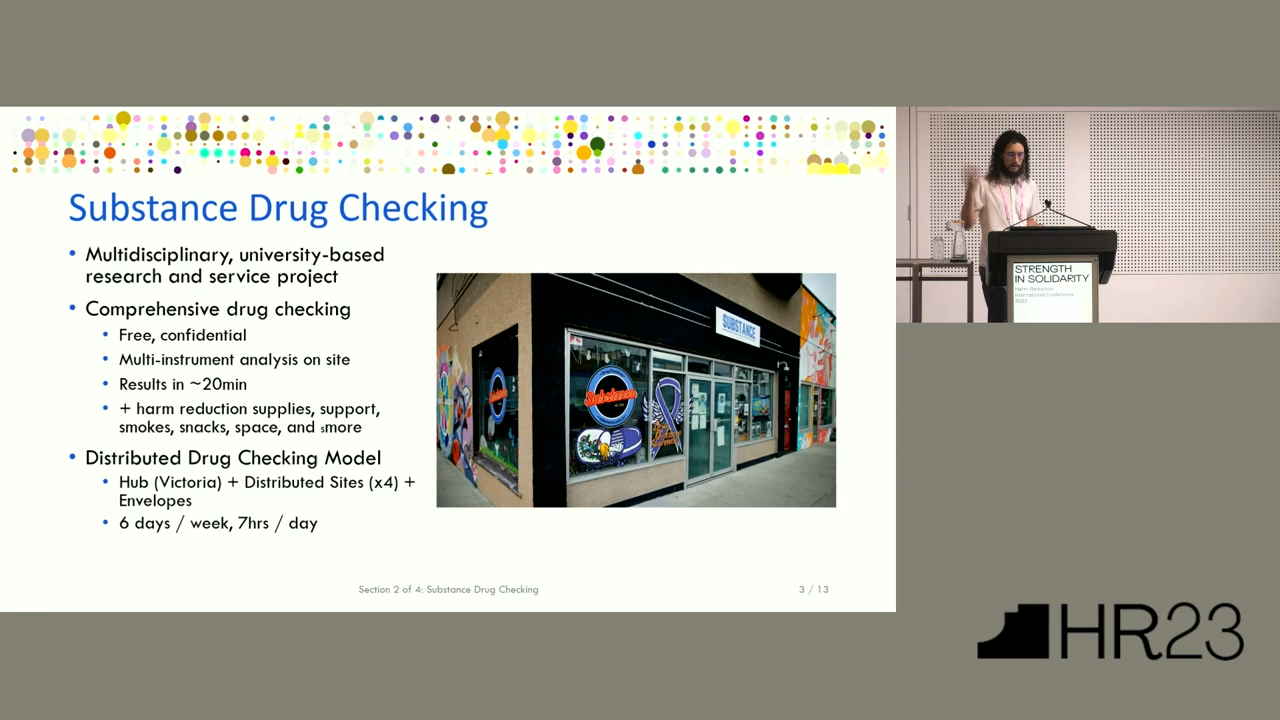 Substance Drug Checking
• Multidisciplinary, university-based
research and service project
• Comprehensive drug checking
• Free, confidential
• Multi-instrument analysis on site
• Results in ~20min
• + harm reduction supplies, support,
smokes, snacks, space, and smore
• Distributed Drug Checking Model
• Hub (Victoria) + Distributed Sites (x4) +
Envelopes
• 6 days / week, 7hrs / day
SUBSTANCE
Substance
Section 2 of 4: Substance Drug Checking
3 / 13
STRENGTH
IN SOLIDARITY
Harm Reduction
International Conference
2023
HR23